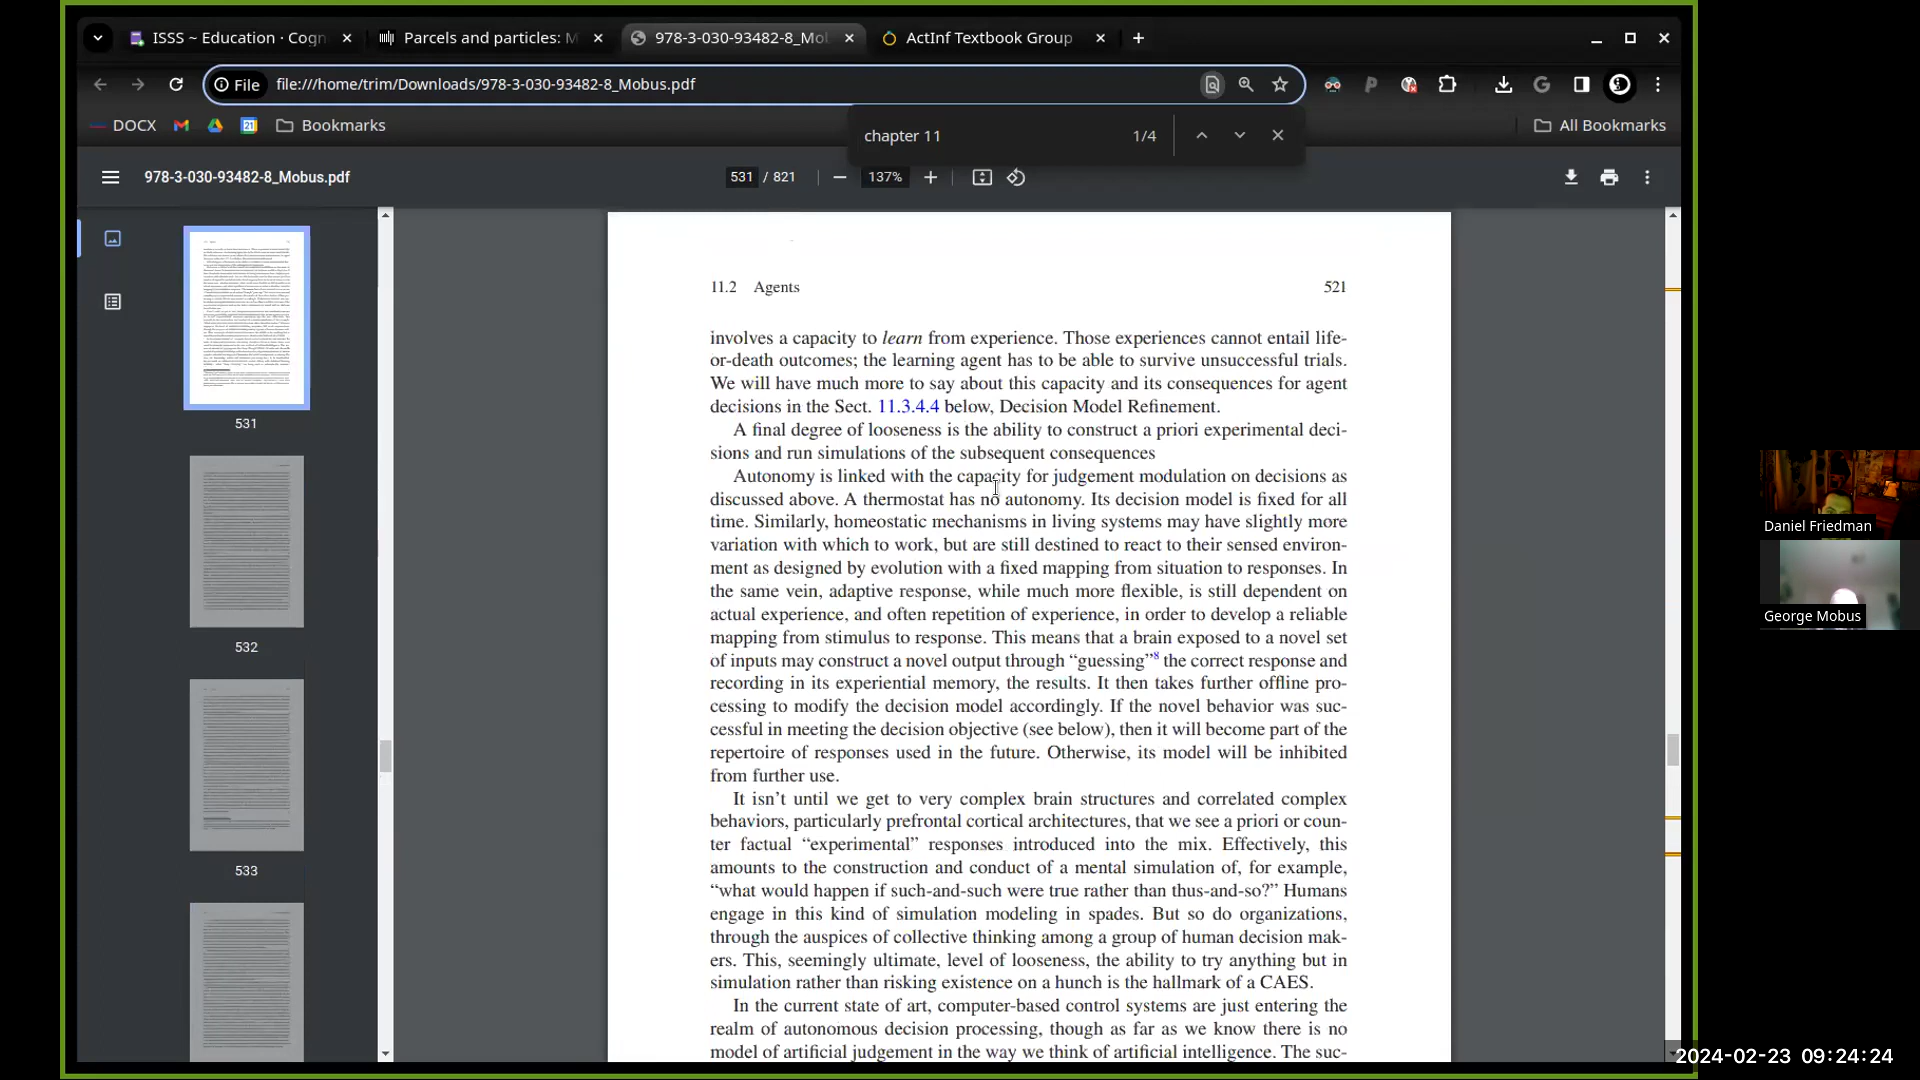 ISSS ~ Education · Cogn
Parcels and particles: M
978-3-030-93482-8_Mol
ActInf Textbook Group
File
file:///home/trim/Downloads/978-3-030-93482-8_Mobus.pdf
DOCX
Bookmarks
All Bookmarks
chapter 11
1/4
978-3-030-93482-8_Mobus.pdf
531 / 821
137%
531
532
533
11.2 Agents
521
involves a capacity to learn from experience. Those experiences cannot entail life-
or-death outcomes; the learning agent has to be able to survive unsuccessful trials.
We will have much more to say about this capacity and its consequences for agent
decisions in the Sect. 11.3.4.4 below, Decision Model Refinement.
A final degree of looseness is the ability to construct a priori experimental deci-
sions and run simulations of the subsequent consequences
Autonomy is linked with the capacity for judgement modulation on decisions as
discussed above. A thermostat has no autonomy. Its decision model is fixed for all
time. Similarly, homeostatic mechanisms in living systems may have slightly more
variation with which to work, but are still destined to react to their sensed environ-
ment as designed by evolution with a fixed mapping from situation to responses. In
the same vein, adaptive response, while much more flexible, is still dependent on
actual experience, and often repetition of experience, in order to develop a reliable
mapping from stimulus to response. This means that a brain exposed to a novel set
of inputs may construct a novel output through “guessing”8 the correct response and
recording in its experiential memory, the results. It then takes further offline pro-
cessing to modify the decision model accordingly. If the novel behavior was suc-
cessful in meeting the decision objective (see below), then it will become part of the
repertoire of responses used in the future. Otherwise, its model will be inhibited
from further use.
It isn’t until we get to very complex brain structures and correlated complex
behaviors, particularly prefrontal cortical architectures, that we see a priori or coun-
ter factual “experimental” responses introduced into the mix. Effectively, this
amounts to the construction and conduct of a mental simulation of, for example,
“what would happen if such-and-such were true rather than thus-and-so?” Humans
engage in this kind of simulation modeling in spades. But so do organizations,
through the auspices of collective thinking among a group of human decision mak-
ers. This, seemingly ultimate, level of looseness, the ability to try anything but in
simulation rather than risking existence on a hunch is the hallmark of a CAES.
In the current state of art, computer-based control systems are just entering the
realm of autonomous decision processing, though as far as we know there is no
model of artificial judgement in the way we think of artificial intelligence. The suc-
Daniel Friedman
George Mobus
2024-02-23 09:24:24